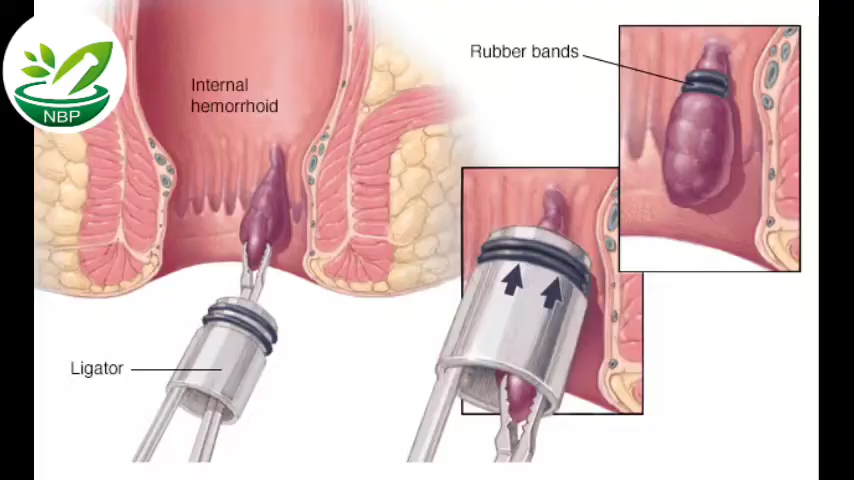 NBP
Internal
hemorrhoid
Rubber bands
Ligator